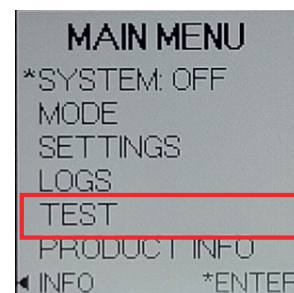 MAIN MENU
*SYSTEM: OFF
MODE
SETTINGS
LOGS
TEST
PRODUCT INFO
◄ INFO *ENTER